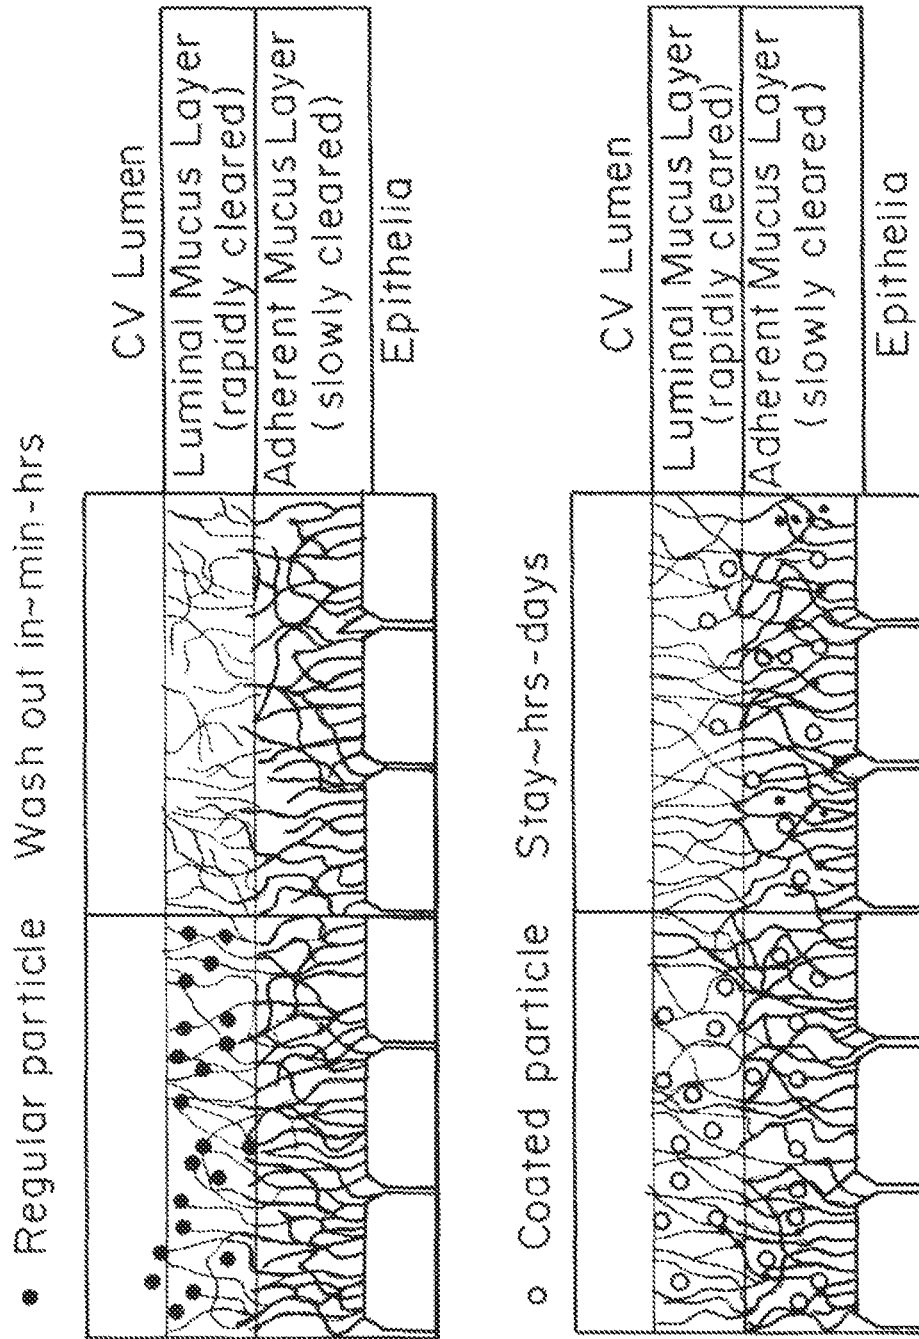 Regular particle Wash out in~min-hrs
CV Lumen
Luminal Mucus Layer
(rapidly cleared)
Adherent Mucus Layer
(slowly cleared)
Epithelia
Coated particle Stay~hrs-days
CV Lumen
Luminal Mucus Layer
(rapidly cleared)
Adherent Mucus Layer
(slowly cleared)
Epithelia